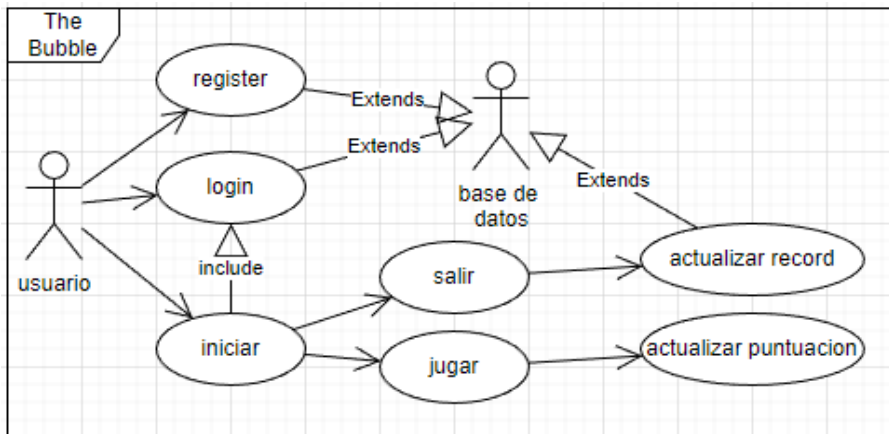 The
Bubble
register
Extends
Extends
login
base de
datos
Extends
usuario
include
salir
actualizar record
iniciar
jugar
actualizar puntuacion